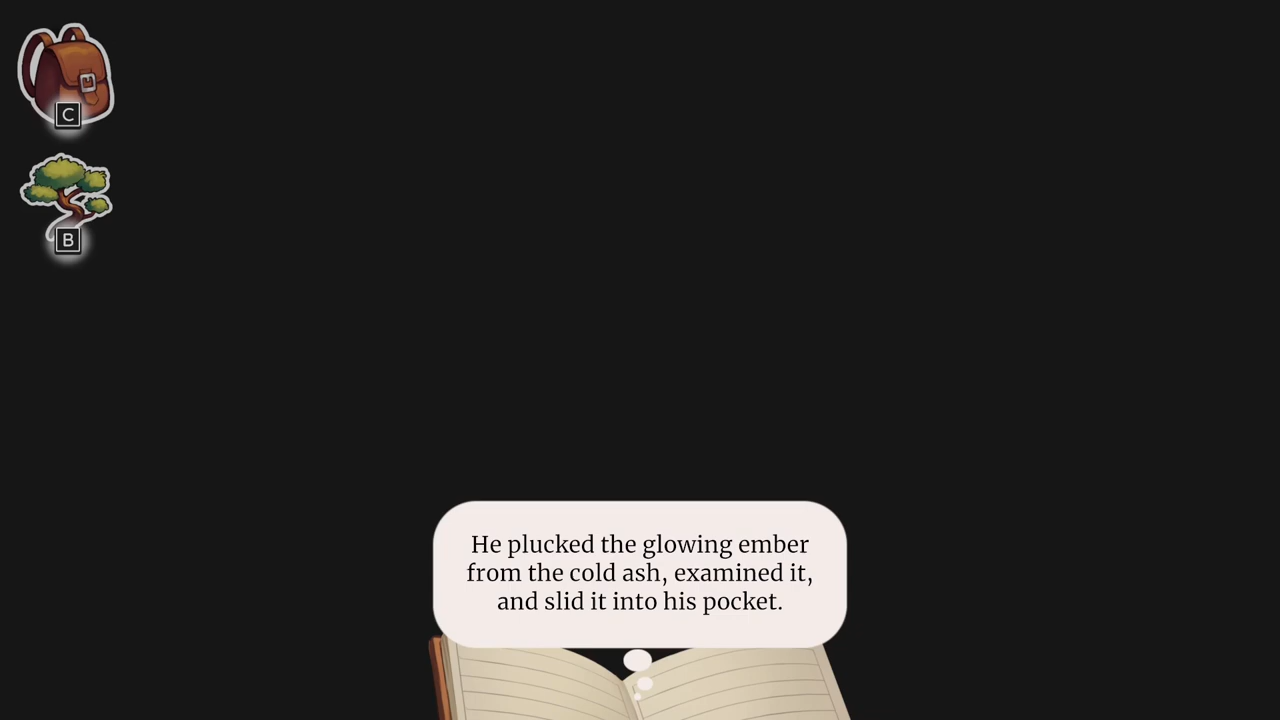 C
B
He plucked the glowing ember
from the cold ash, examined it,
and slid it into his pocket.